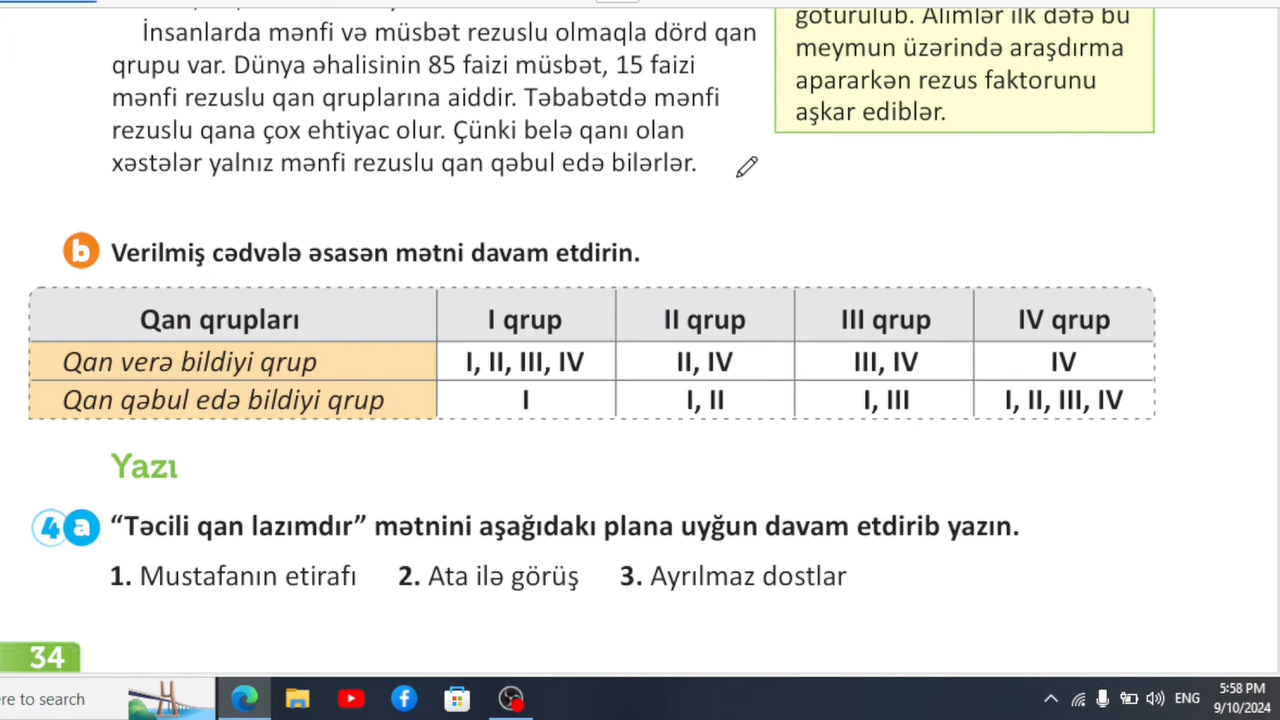 İnsanlarda mənfi və müsbət rezuslu olmaqla dörd qan
qrupu var. Dünya əhalisinin 85 faizi müsbət, 15 faizi
mənfi rezuslu qan qruplarına aiddir. Təbabətdə mənfi
rezuslu qana çox ehtiyac olur. Çünki belə qanı olan
xəstələr yalnız mənfi rezuslu qan qəbul edə bilərlər.
götürülüb. Alimlər ilk dəfə bu
meymun üzərində araşdırma
apararkən rezus faktorunu
aşkar ediblər.
b Verilmiş cədvələ əsasən mətni davam etdirin.
Qan qrupları I qrup II qrup III qrup IV qrup
Qan verə bildiyi qrup I, II, III, IV II, IV III, IV IV
Qan qəbul edə bildiyi qrup I I, II I, III I, II, III, IV
Yazı
4 a “Təcili qan lazımdır” mətnini aşağıdakı plana uyğun davam etdirib yazın.
1. Mustafanın etirafı 2. Ata ilə görüş 3. Ayrılmaz dostlar
34
re to search
ENG
5:58 PM
9/10/2024